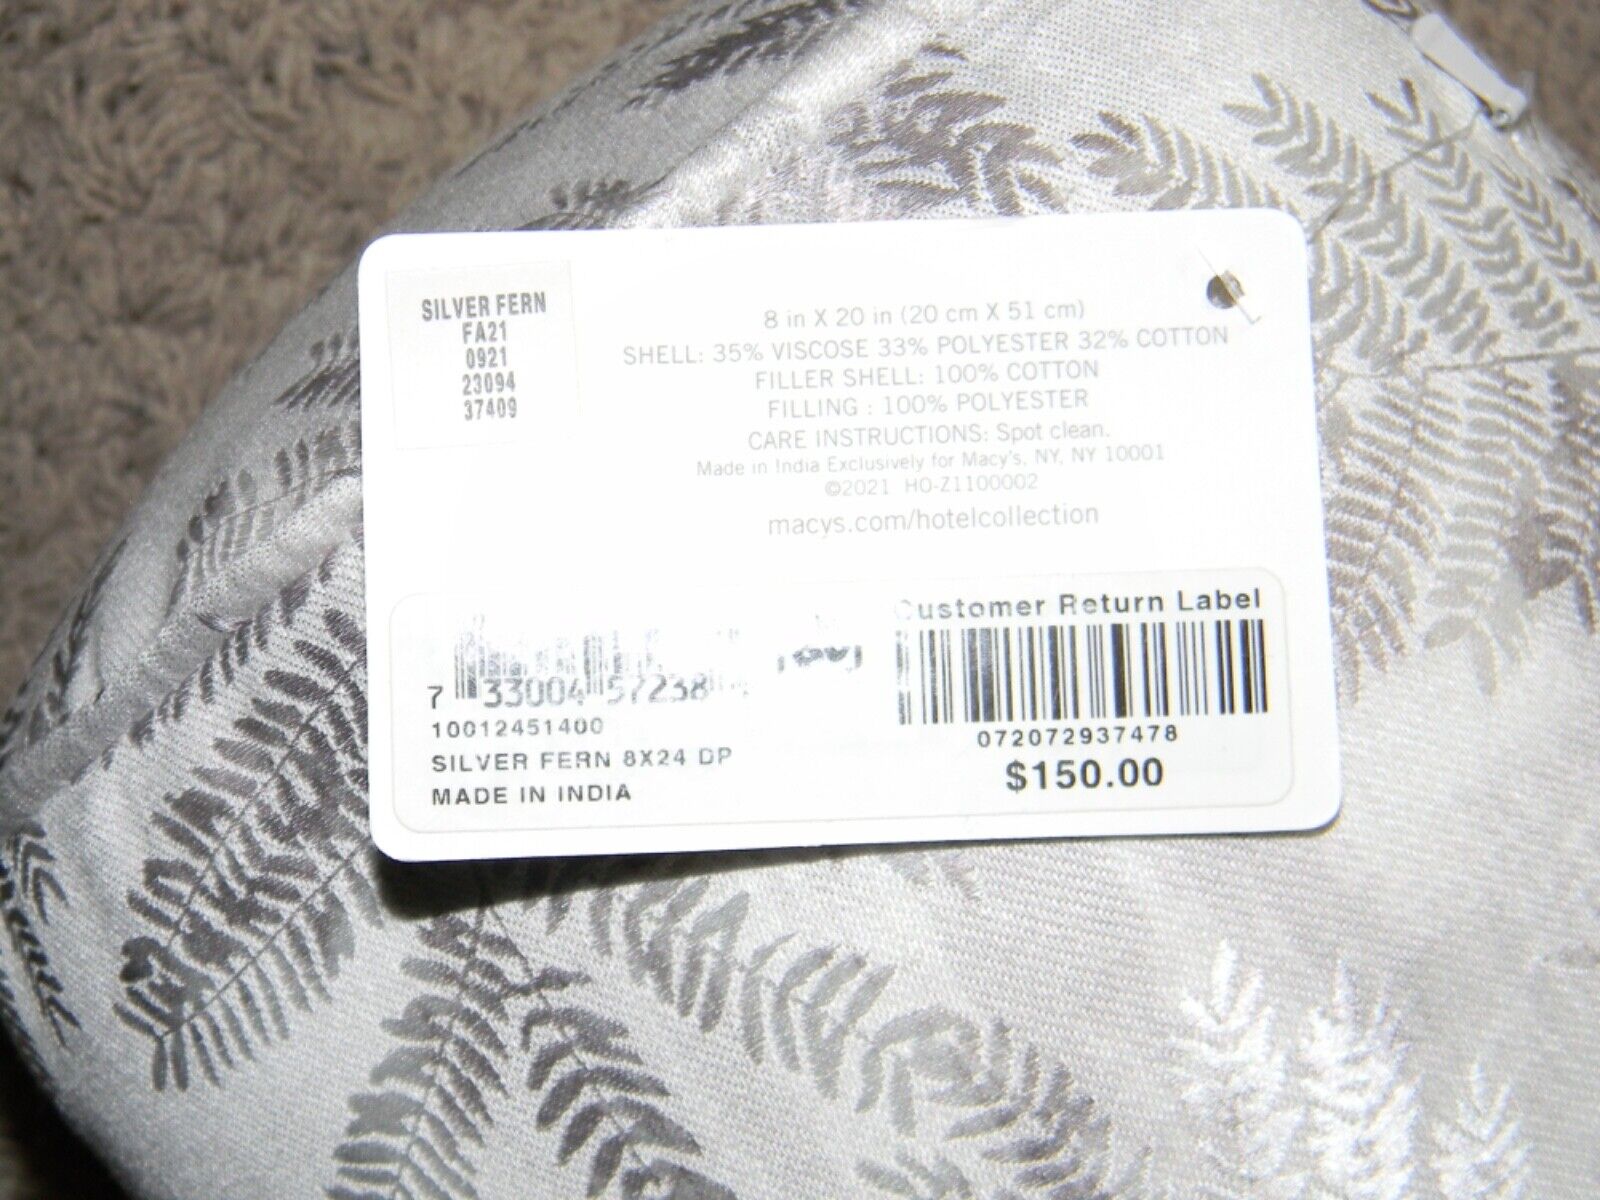 SILVER FERN
FA21
0921
23094
37409
8 in X 20 in (20 cm X 51 cm)
SHELL: 35% VISCOSE 33% POLYESTER 32% COTTON
FILLER SHELL: 100% COTTON
FILLING : 100% POLYESTER
CARE INSTRUCTIONS: Spot clean.
Made in India Exclusively for Macy's, NY, NY 10001
©2021 HO-Z1100002
macys.com/hotelcollection
7 33004 57238
10012451400
SILVER FERN 8X24 DP
MADE IN INDIA
Customer Return Label
072072937478
$150.00